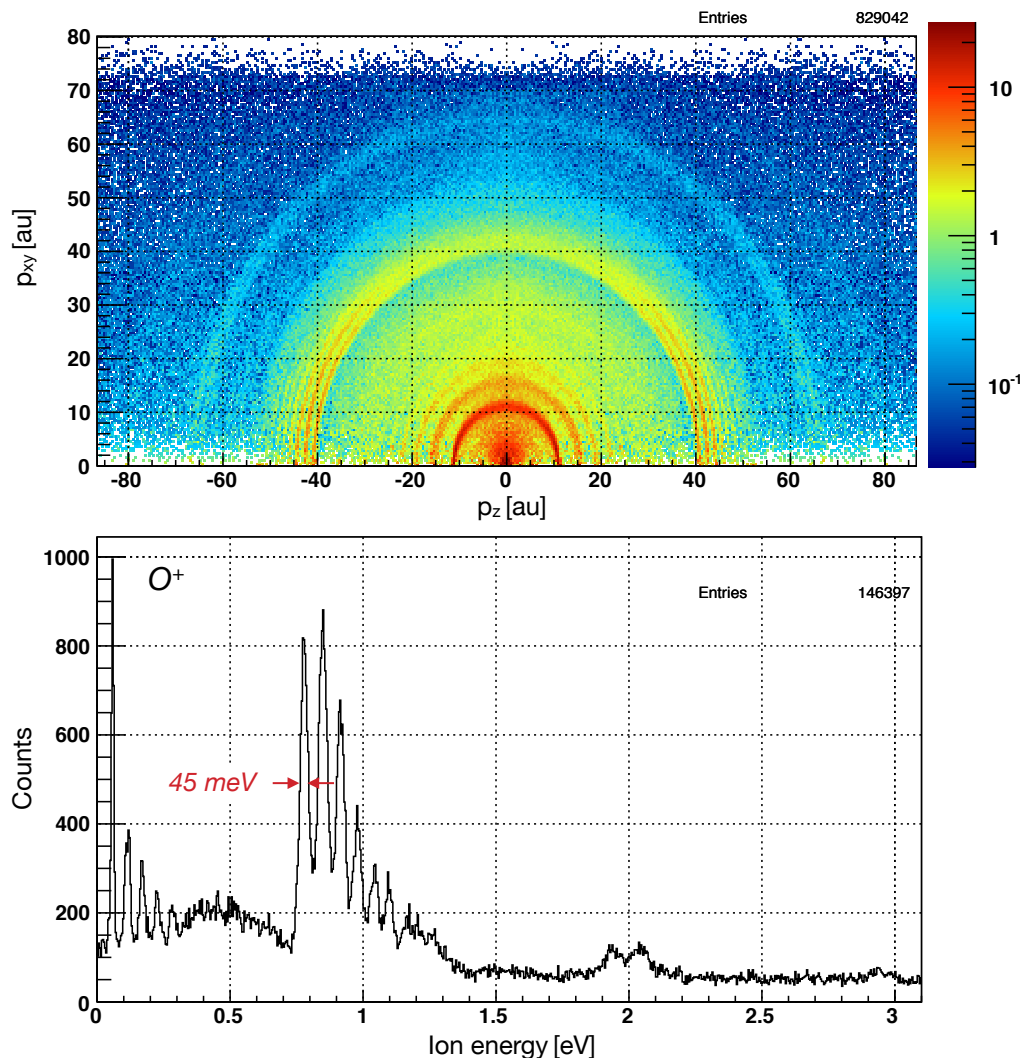 Entries 829042
80
70
60
50
40
30
20
10
0
p_xy [au]
-80 -60 -40 -20 0 20 40 60 80
p_z [au]
10
1
10⁻¹
1000
800
600
400
200
0
Counts
O⁺
Entries 146397
45 meV
0 0.5 1 1.5 2 2.5 3
Ion energy [eV]